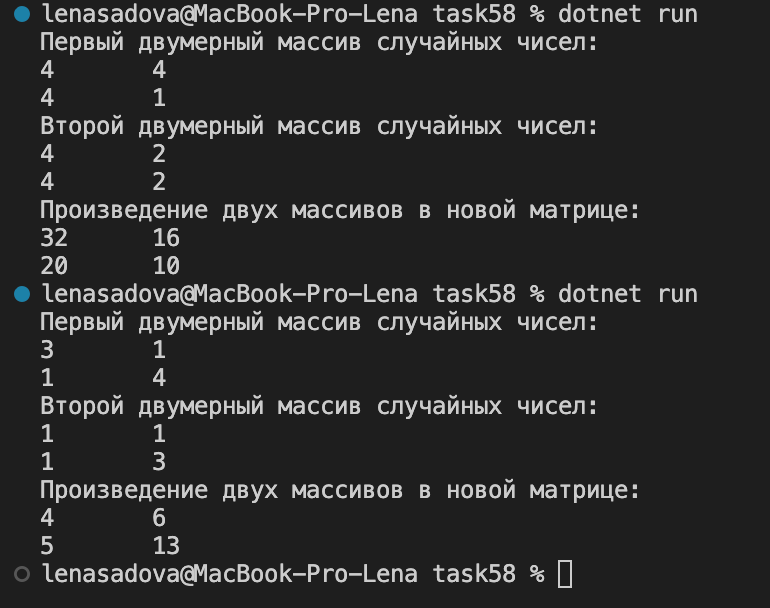 lenasadova@MacBook-Pro-Lena task58 % dotnet run
Первый двумерный массив случайных чисел:
4 4
4 1
Второй двумерный массив случайных чисел:
4 2
4 2
Произведение двух массивов в новой матрице:
32 16
20 10
lenasadova@MacBook-Pro-Lena task58 % dotnet run
Первый двумерный массив случайных чисел:
3 1
1 4
Второй двумерный массив случайных чисел:
1 1
1 3
Произведение двух массивов в новой матрице:
4 6
5 13
lenasadova@MacBook-Pro-Lena task58 %